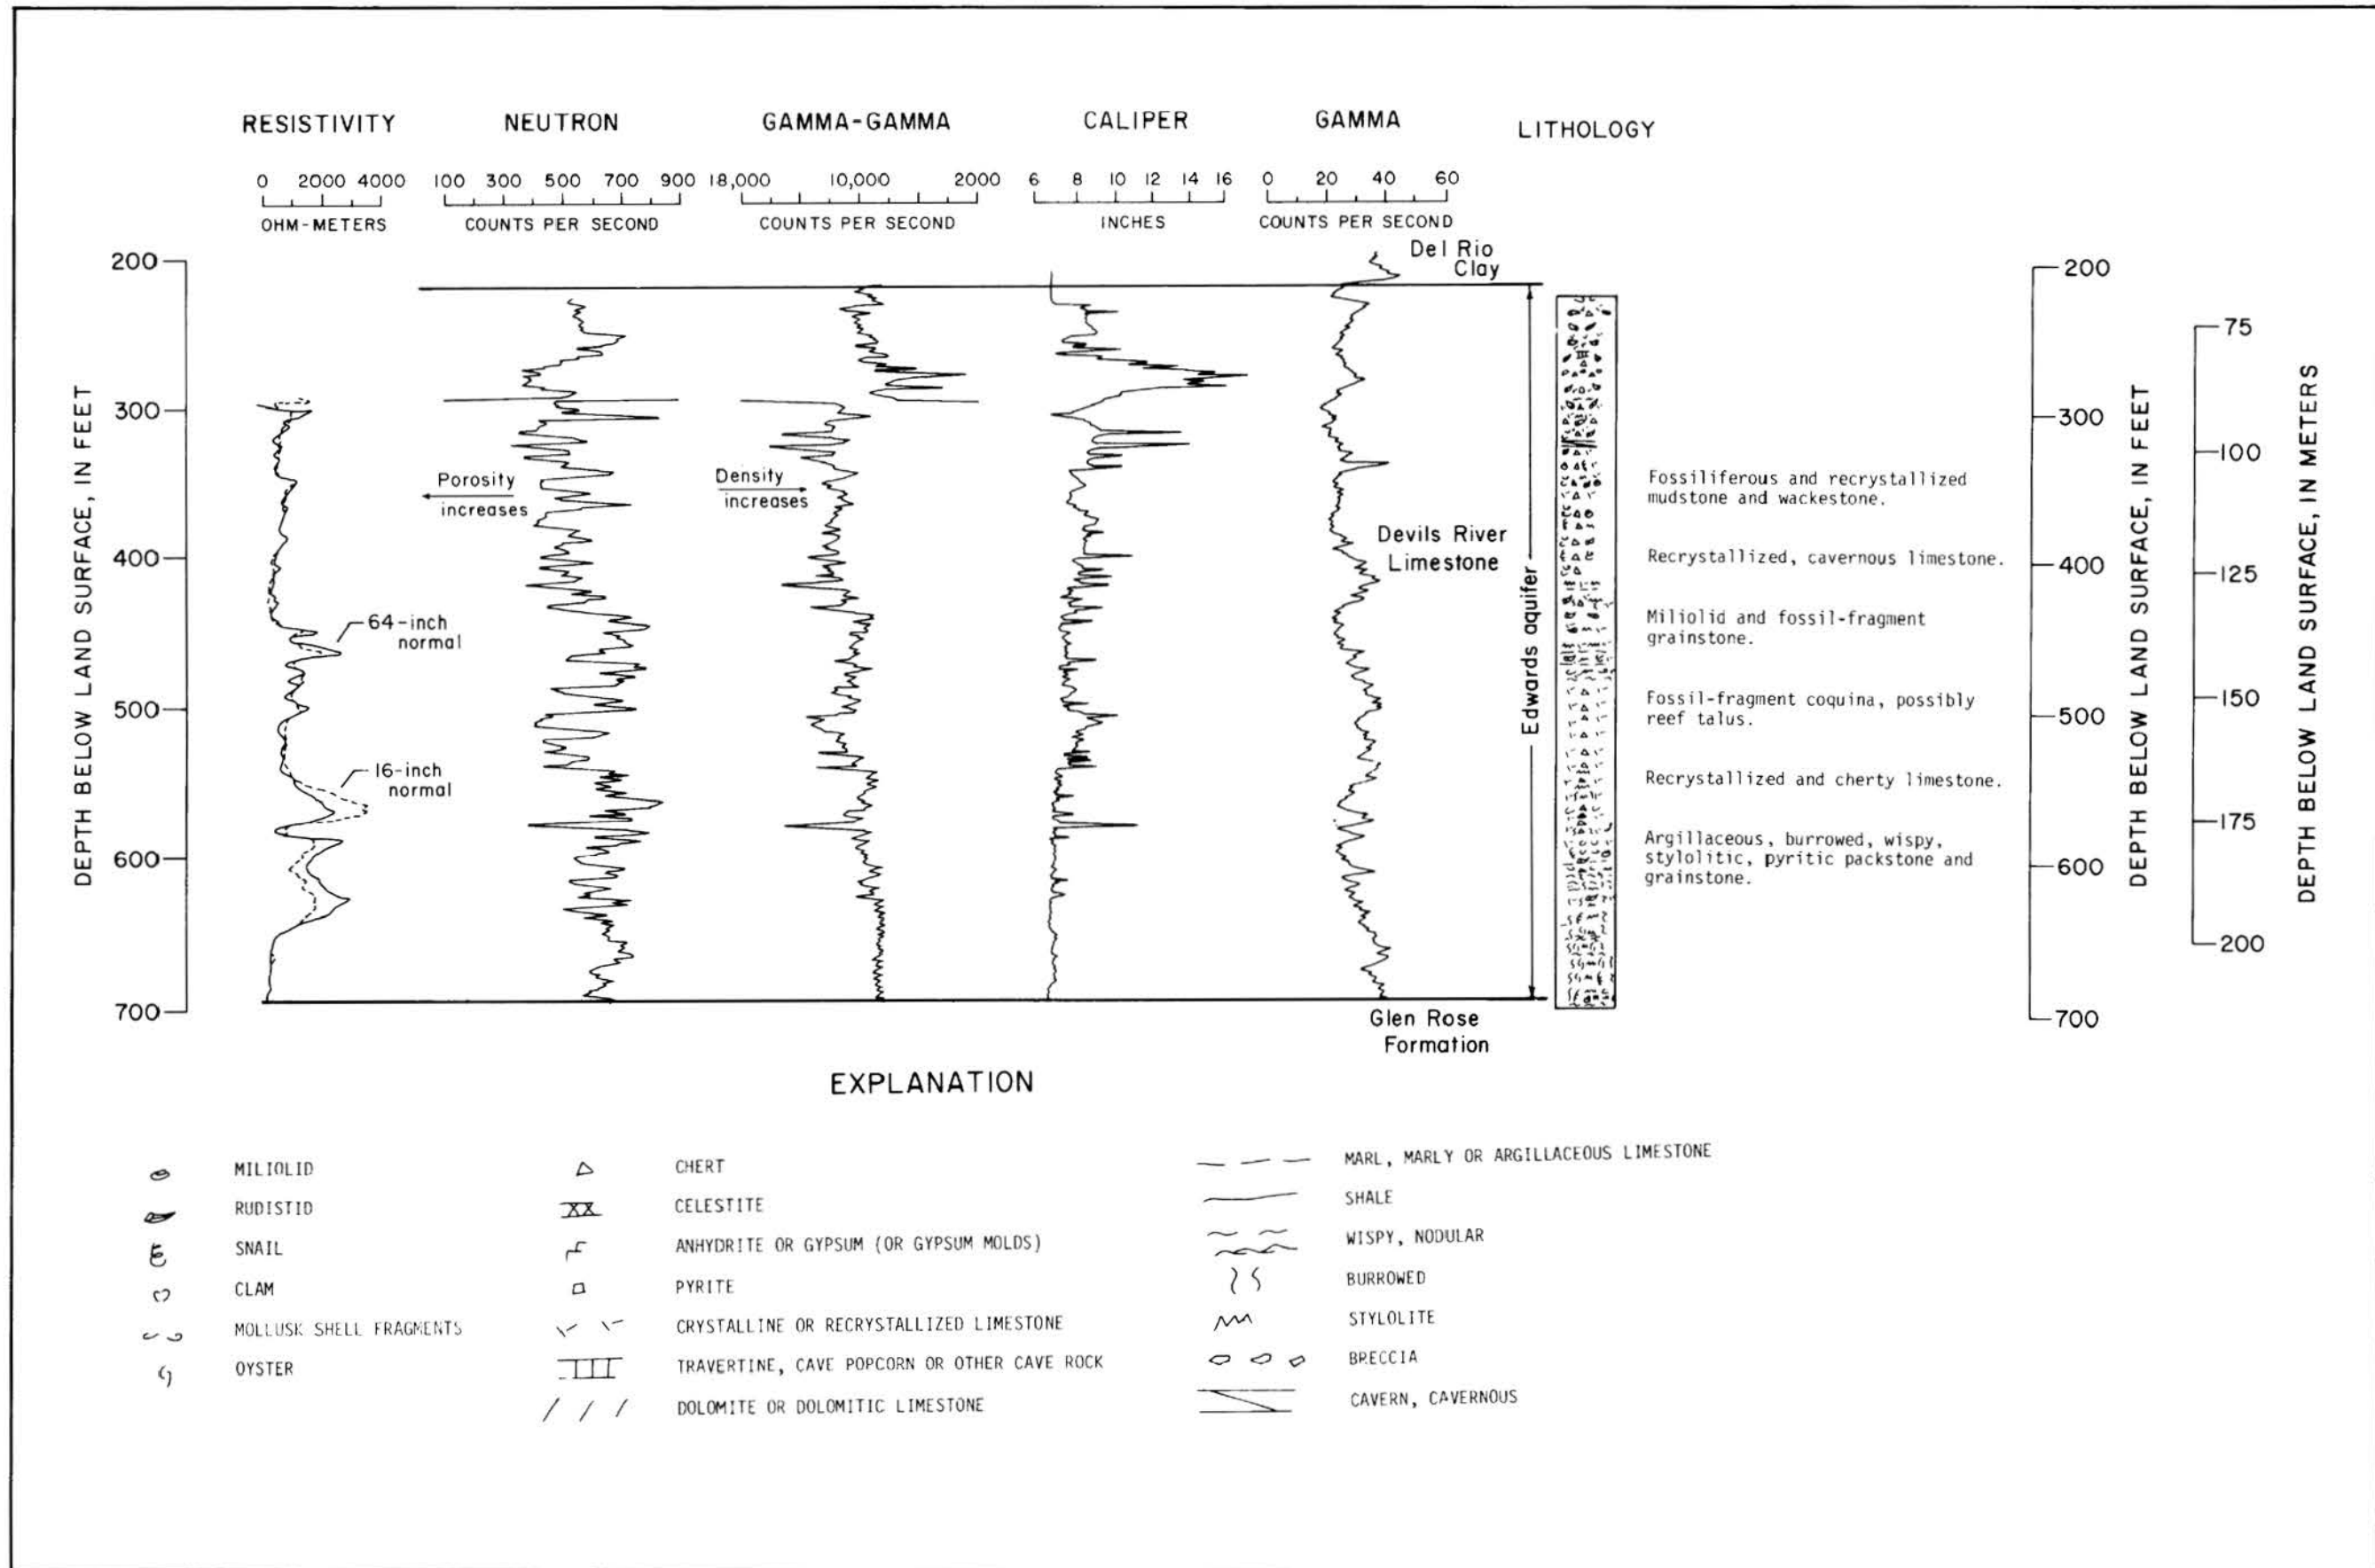 RESISTIVITY
NEUTRON
GAMMA-GAMMA
CALIPER
GAMMA
LITHOLOGY
0 2000 4000
100 300 500 700 900
18,000 10,000 2000
6 8 10 12 14 16
0 20 40 60
OHM-METERS
COUNTS PER SECOND
COUNTS PER SECOND
INCHES
COUNTS PER SECOND
DEPTH BELOW LAND SURFACE, IN FEET
200
300
400
500
600
700
Del Rio
Clay
Porosity
increases
Density
increases
64-inch
normal
16-inch
normal
Devils River
Limestone
Edwards aquifer
Glen Rose
Formation
Fossiliferous and recrystallized
mudstone and wackestone.
Recrystallized, cavernous limestone.
Miliolid and fossil-fragment
grainstone.
Fossil-fragment coquina, possibly
reef talus.
Recrystallized and cherty limestone.
Argillaceous, burrowed, wispy,
stylolitic, pyritic packstone and
grainstone.
200
300
400
500
600
700
DEPTH BELOW LAND SURFACE, IN FEET
75
100
125
150
175
200
DEPTH BELOW LAND SURFACE, IN METERS
EXPLANATION
MILIOLID
RUDISTID
SNAIL
CLAM
MOLLUSK SHELL FRAGMENTS
OYSTER
CHERT
CELESTITE
ANHYDRITE OR GYPSUM (OR GYPSUM MOLDS)
PYRITE
CRYSTALLINE OR RECRYSTALLIZED LIMESTONE
TRAVERTINE, CAVE POPCORN OR OTHER CAVE ROCK
DOLOMITE OR DOLOMITIC LIMESTONE
MARL, MARLY OR ARGILLACEOUS LIMESTONE
SHALE
WISPY, NODULAR
BURROWED
STYLOLITE
BRECCIA
CAVERN, CAVERNOUS